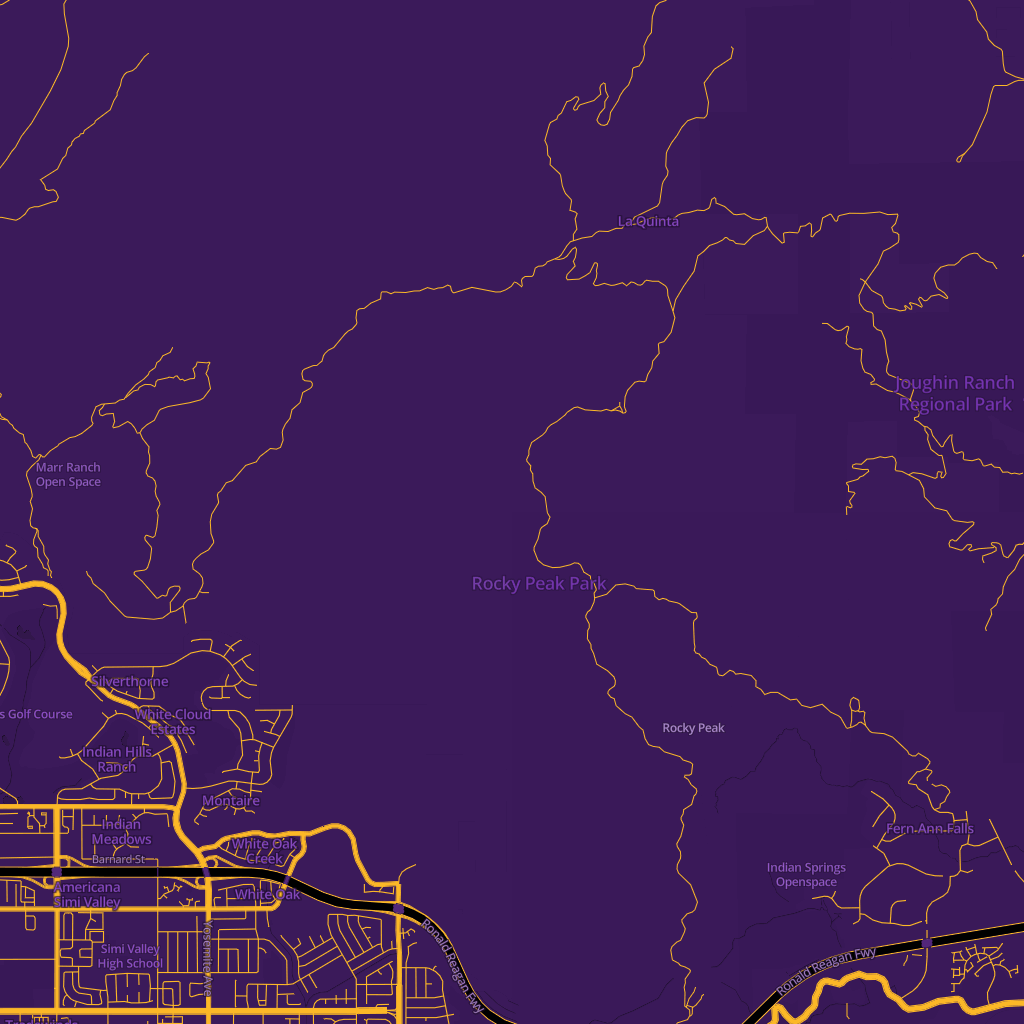 La Quinta
Joughin Ranch
Regional Park
Marr Ranch
Open Space
Rocky Peak Park
Silverthorne
s Golf Course
White Cloud
Estates
Rocky Peak
Indian Hills
Ranch
Montaire
Indian
Meadows
Fern Ann Falls
White Oak
Creek
Barnard St
Indian Springs
Openspace
Americana
Simi Valley
White Oak
Yosemite Ave
Ronald Reagan Fwy
Simi Valley
High School
Ronald Reagan Fwy